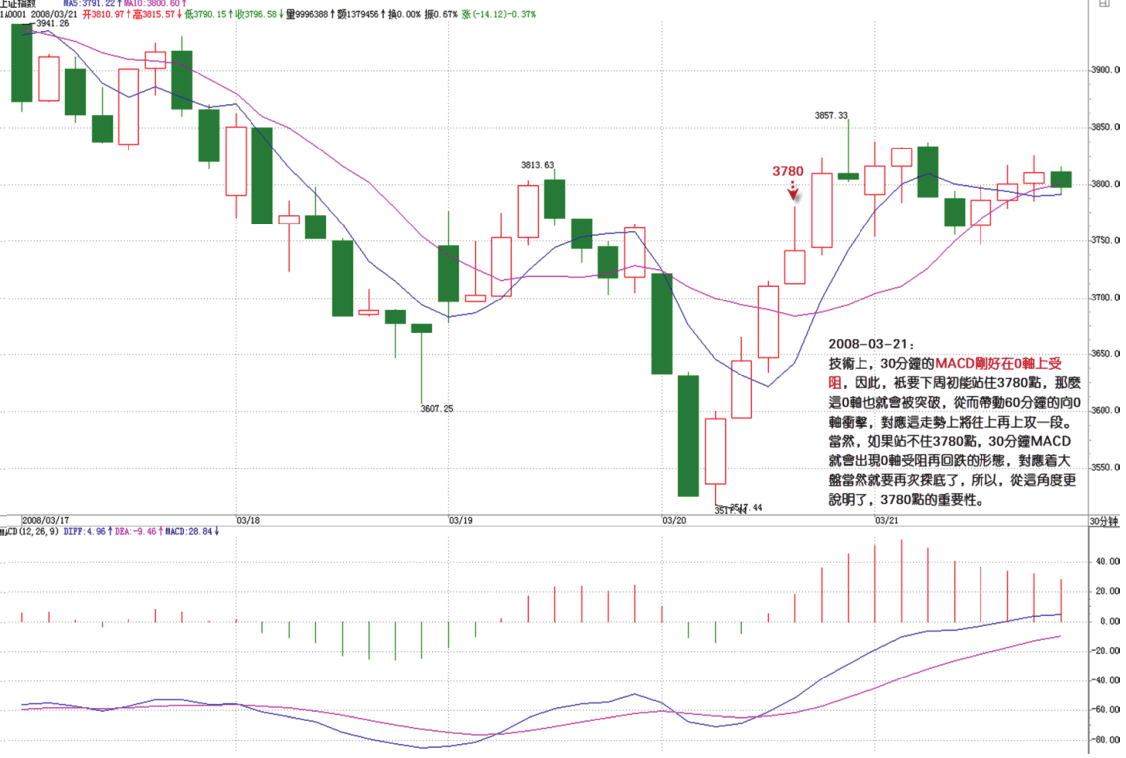 上证指数 MA5:3791.22↑MA10:3800.60↑
1A0001 2008/03/21 开3810.97↑高3815.57↓低3790.15↑收3796.58↓量9996388↑额1379456↑换0.00% 振0.67% 涨(-14.12)-0.37%
3941.26
3900.0
3857.33
3850.0
3813.63
3780
3800.0
3750.0
3700.0
3650.0
3607.25
3600.0
3550.0
3517.44
3517.44
2008-03-21：
技術上，30分鐘的MACD剛好在0軸上受
阻，因此，衹要下周初能站住3780點，那麼
這0軸也就會被突破，從而帶動60分鐘的向0
軸衝擊，對應這走勢上將往上再上攻一段。
當然，如果站不住3780點，30分鐘MACD
就會出現0軸受阻再回跌的形態，對應着大
盤當然就要再次探底了，所以，從這角度更
說明了，3780點的重要性。
2008/03/17 03/18 03/19 03/20 03/21 30分钟
CD(12,26,9) DIFF:4.96↑DEA:-9.46↑MACD:28.84↓
40.00
20.00
0.00
-20.00
-40.00
-60.00
-80.00